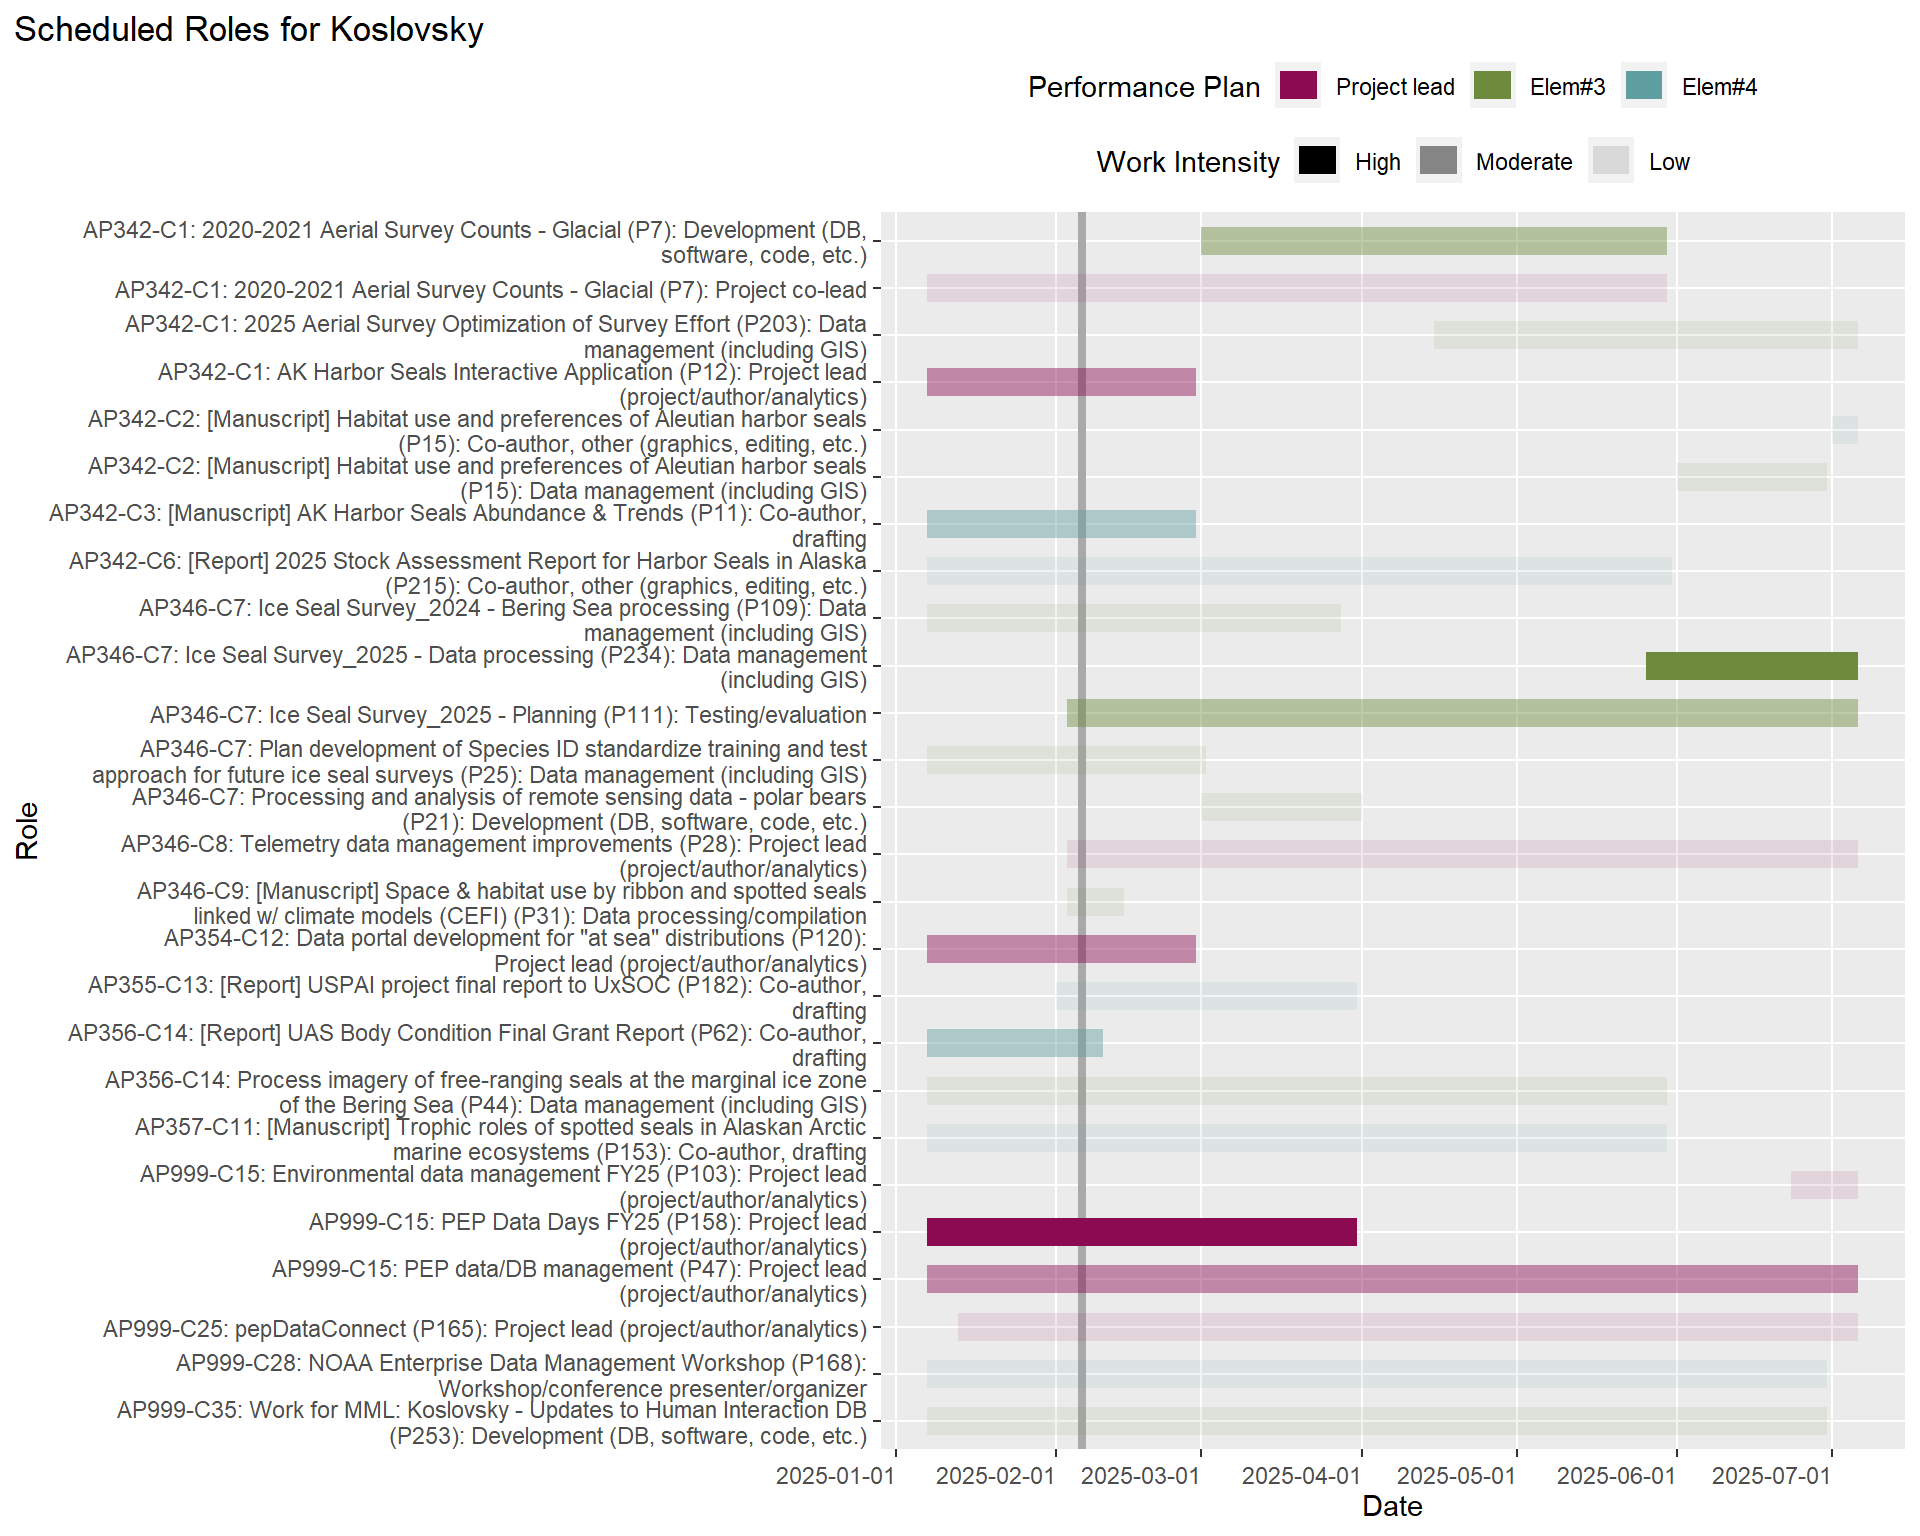 Scheduled Roles for Koslovsky
Performance Plan Project lead Elem#3 Elem#4
Work Intensity High Moderate Low
AP342-C1: 2020-2021 Aerial Survey Counts - Glacial (P7): Development (DB,
software, code, etc.)
AP342-C1: 2020-2021 Aerial Survey Counts - Glacial (P7): Project co-lead
AP342-C1: 2025 Aerial Survey Optimization of Survey Effort (P203): Data
management (including GIS)
AP342-C1: AK Harbor Seals Interactive Application (P12): Project lead
(project/author/analytics)
AP342-C2: [Manuscript] Habitat use and preferences of Aleutian harbor seals
(P15): Co-author, other (graphics, editing, etc.)
AP342-C2: [Manuscript] Habitat use and preferences of Aleutian harbor seals
(P15): Data management (including GIS)
AP342-C3: [Manuscript] AK Harbor Seals Abundance & Trends (P11): Co-author,
drafting
AP342-C6: [Report] 2025 Stock Assessment Report for Harbor Seals in Alaska
(P215): Co-author, other (graphics, editing, etc.)
AP346-C7: Ice Seal Survey_2024 - Bering Sea processing (P109): Data
management (including GIS)
AP346-C7: Ice Seal Survey_2025 - Data processing (P234): Data management
(including GIS)
AP346-C7: Ice Seal Survey_2025 - Planning (P111): Testing/evaluation
AP346-C7: Plan development of Species ID standardize training and test
approach for future ice seal surveys (P25): Data management (including GIS)
AP346-C7: Processing and analysis of remote sensing data - polar bears
(P21): Development (DB, software, code, etc.)
AP346-C8: Telemetry data management improvements (P28): Project lead
(project/author/analytics)
AP346-C9: [Manuscript] Space & habitat use by ribbon and spotted seals
linked w/ climate models (CEFI) (P31): Data processing/compilation
AP354-C12: Data portal development for "at sea" distributions (P120):
Project lead (project/author/analytics)
AP355-C13: [Report] USPAI project final report to UxSOC (P182): Co-author,
drafting
AP356-C14: [Report] UAS Body Condition Final Grant Report (P62): Co-author,
drafting
AP356-C14: Process imagery of free-ranging seals at the marginal ice zone
of the Bering Sea (P44): Data management (including GIS)
AP357-C11: [Manuscript] Trophic roles of spotted seals in Alaskan Arctic
marine ecosystems (P153): Co-author, drafting
AP999-C15: Environmental data management FY25 (P103): Project lead
(project/author/analytics)
AP999-C15: PEP Data Days FY25 (P158): Project lead
(project/author/analytics)
AP999-C15: PEP data/DB management (P47): Project lead
(project/author/analytics)
AP999-C25: pepDataConnect (P165): Project lead (project/author/analytics)
AP999-C28: NOAA Enterprise Data Management Workshop (P168):
Workshop/conference presenter/organizer
AP999-C35: Work for MML: Koslovsky - Updates to Human Interaction DB
(P253): Development (DB, software, code, etc.)
Role
2025-01-01 2025-02-01 2025-03-01 2025-04-01 2025-05-01 2025-06-01 2025-07-01
Date